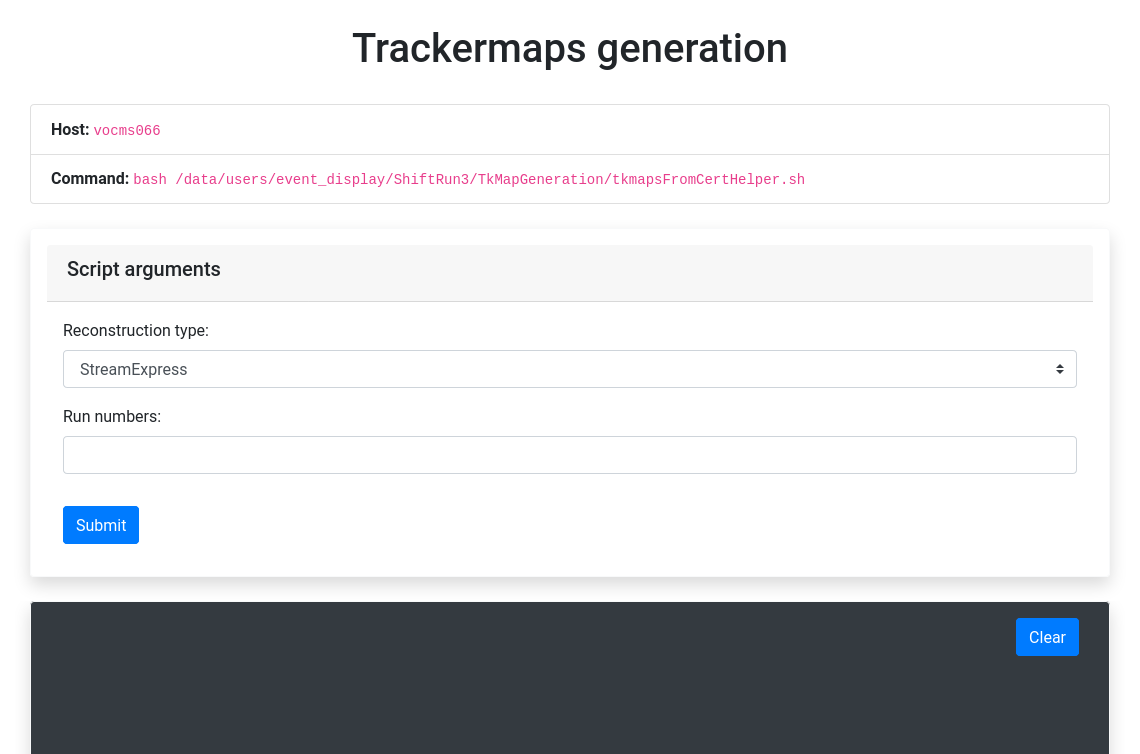 Trackermaps generation
Host: vocms066
Command: bash /data/users/event_display/ShiftRun3/TkMapGeneration/tkmapsFromCertHelper.sh
Script arguments
Reconstruction type:
StreamExpress
Run numbers:
Submit
Clear